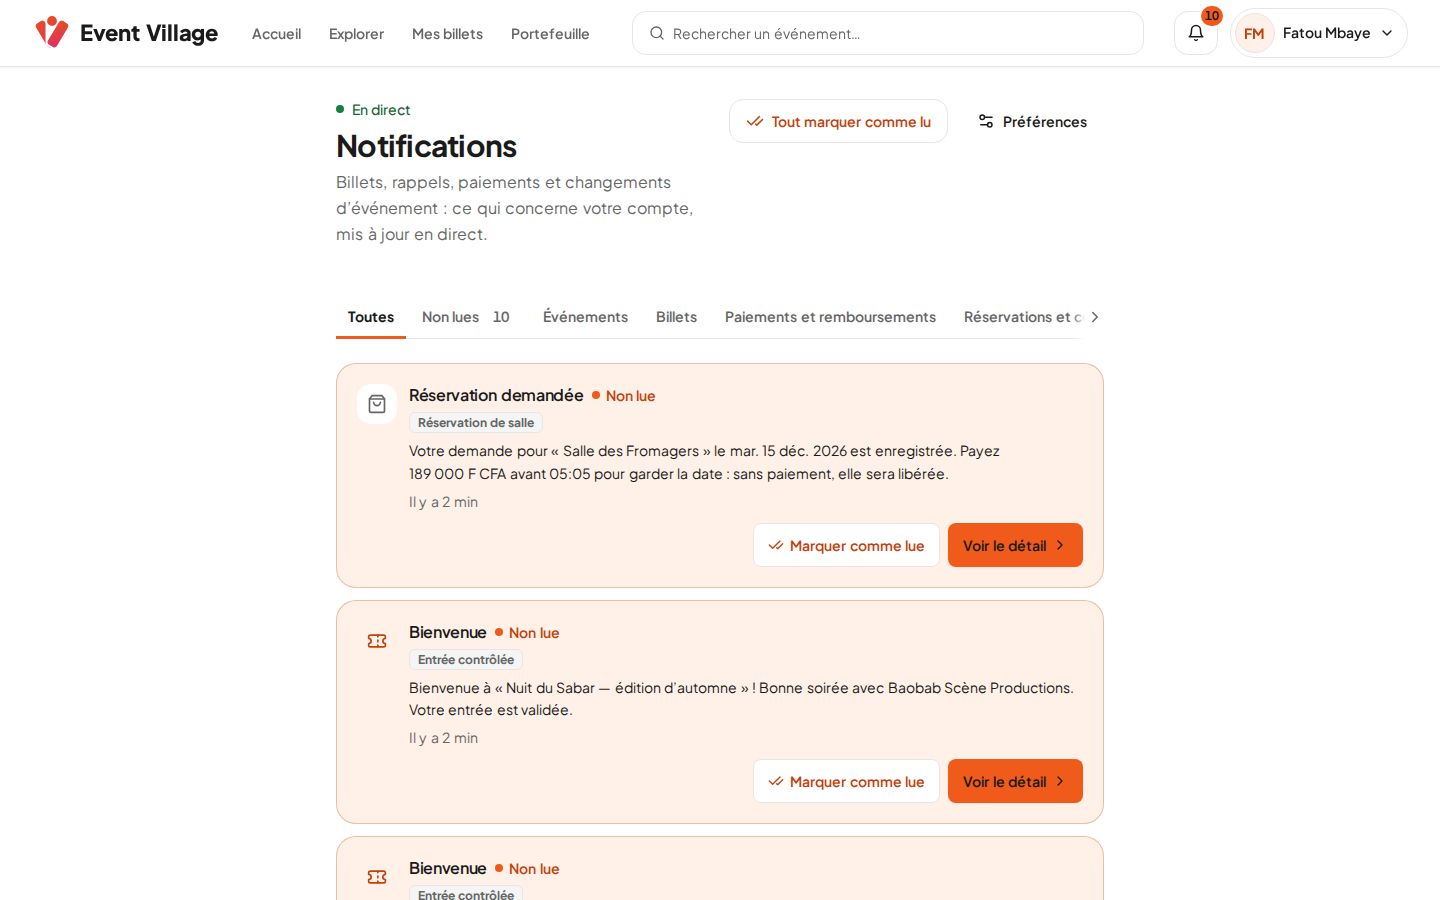 Event Village
Accueil
Explorer
Mes billets
Portefeuille
Rechercher un événement…
10
FM
Fatou Mbaye
En direct
Notifications
Billets, rappels, paiements et changements
d’événement : ce qui concerne votre compte,
mis à jour en direct.
Tout marquer comme lu
Préférences
Toutes
Non lues 10
Événements
Billets
Paiements et remboursements
Réservations et c
Réservation demandée
Non lue
Réservation de salle
Votre demande pour « Salle des Fromagers » le mar. 15 déc. 2026 est enregistrée. Payez
189 000 F CFA avant 05:05 pour garder la date : sans paiement, elle sera libérée.
Il y a 2 min
Marquer comme lue
Voir le détail
Bienvenue
Non lue
Entrée contrôlée
Bienvenue à « Nuit du Sabar — édition d’automne » ! Bonne soirée avec Baobab Scène Productions.
Votre entrée est validée.
Il y a 2 min
Marquer comme lue
Voir le détail
Bienvenue
Non lue
Entrée contrôlée